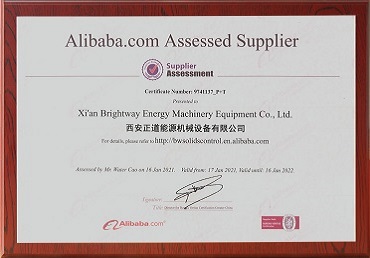 Alibaba.com Assessed Supplier
Supplier
Assessment
Certificate Number: 9741137_P+T
Presented to
Xi'an Brightway Energy Machinery Equipment Co., Ltd.
西安正道能源机械设备有限公司
For details, please refer to http://bwsolidscontrol.en.alibaba.com
Assessed by Mr. Water Cao on 16 Jan 2021. Valid from: 17 Jan 2021, Valid until: 16 Jan 2022.
Signature:
Title
Alibaba.com
Supplier
Assessment